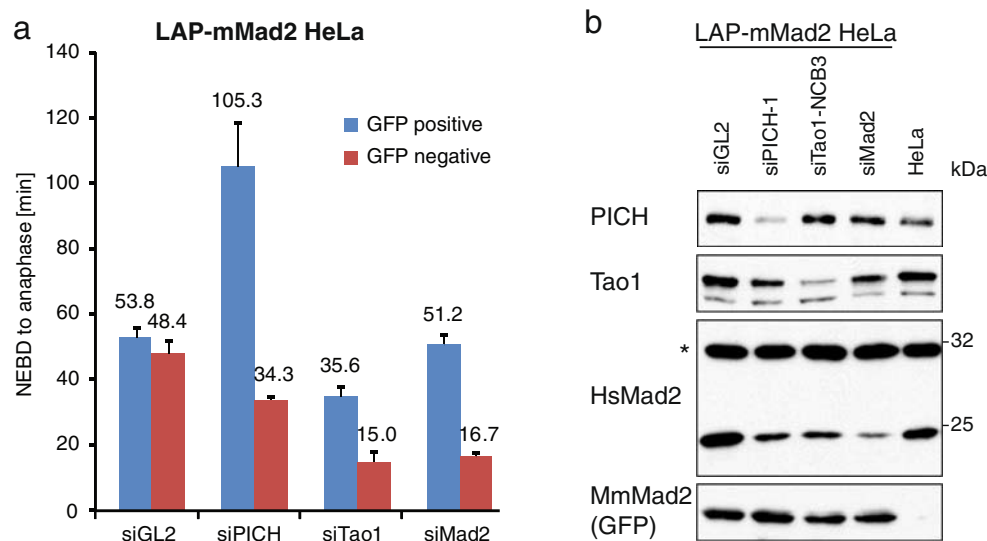 a
LAP-mMad2 HeLa
NEBD to anaphase [min]
140
120
100
80
60
40
20
0
GFP positive
GFP negative
53.8
48.4
105.3
34.3
35.6
15.0
51.2
16.7
siGL2
siPICH
siTao1
siMad2
b
LAP-mMad2 HeLa
siGL2
siPICH-1
siTao1-NCB3
siMad2
HeLa
kDa
PICH
Tao1
*
HsMad2
-32
-25
MmMad2
(GFP)